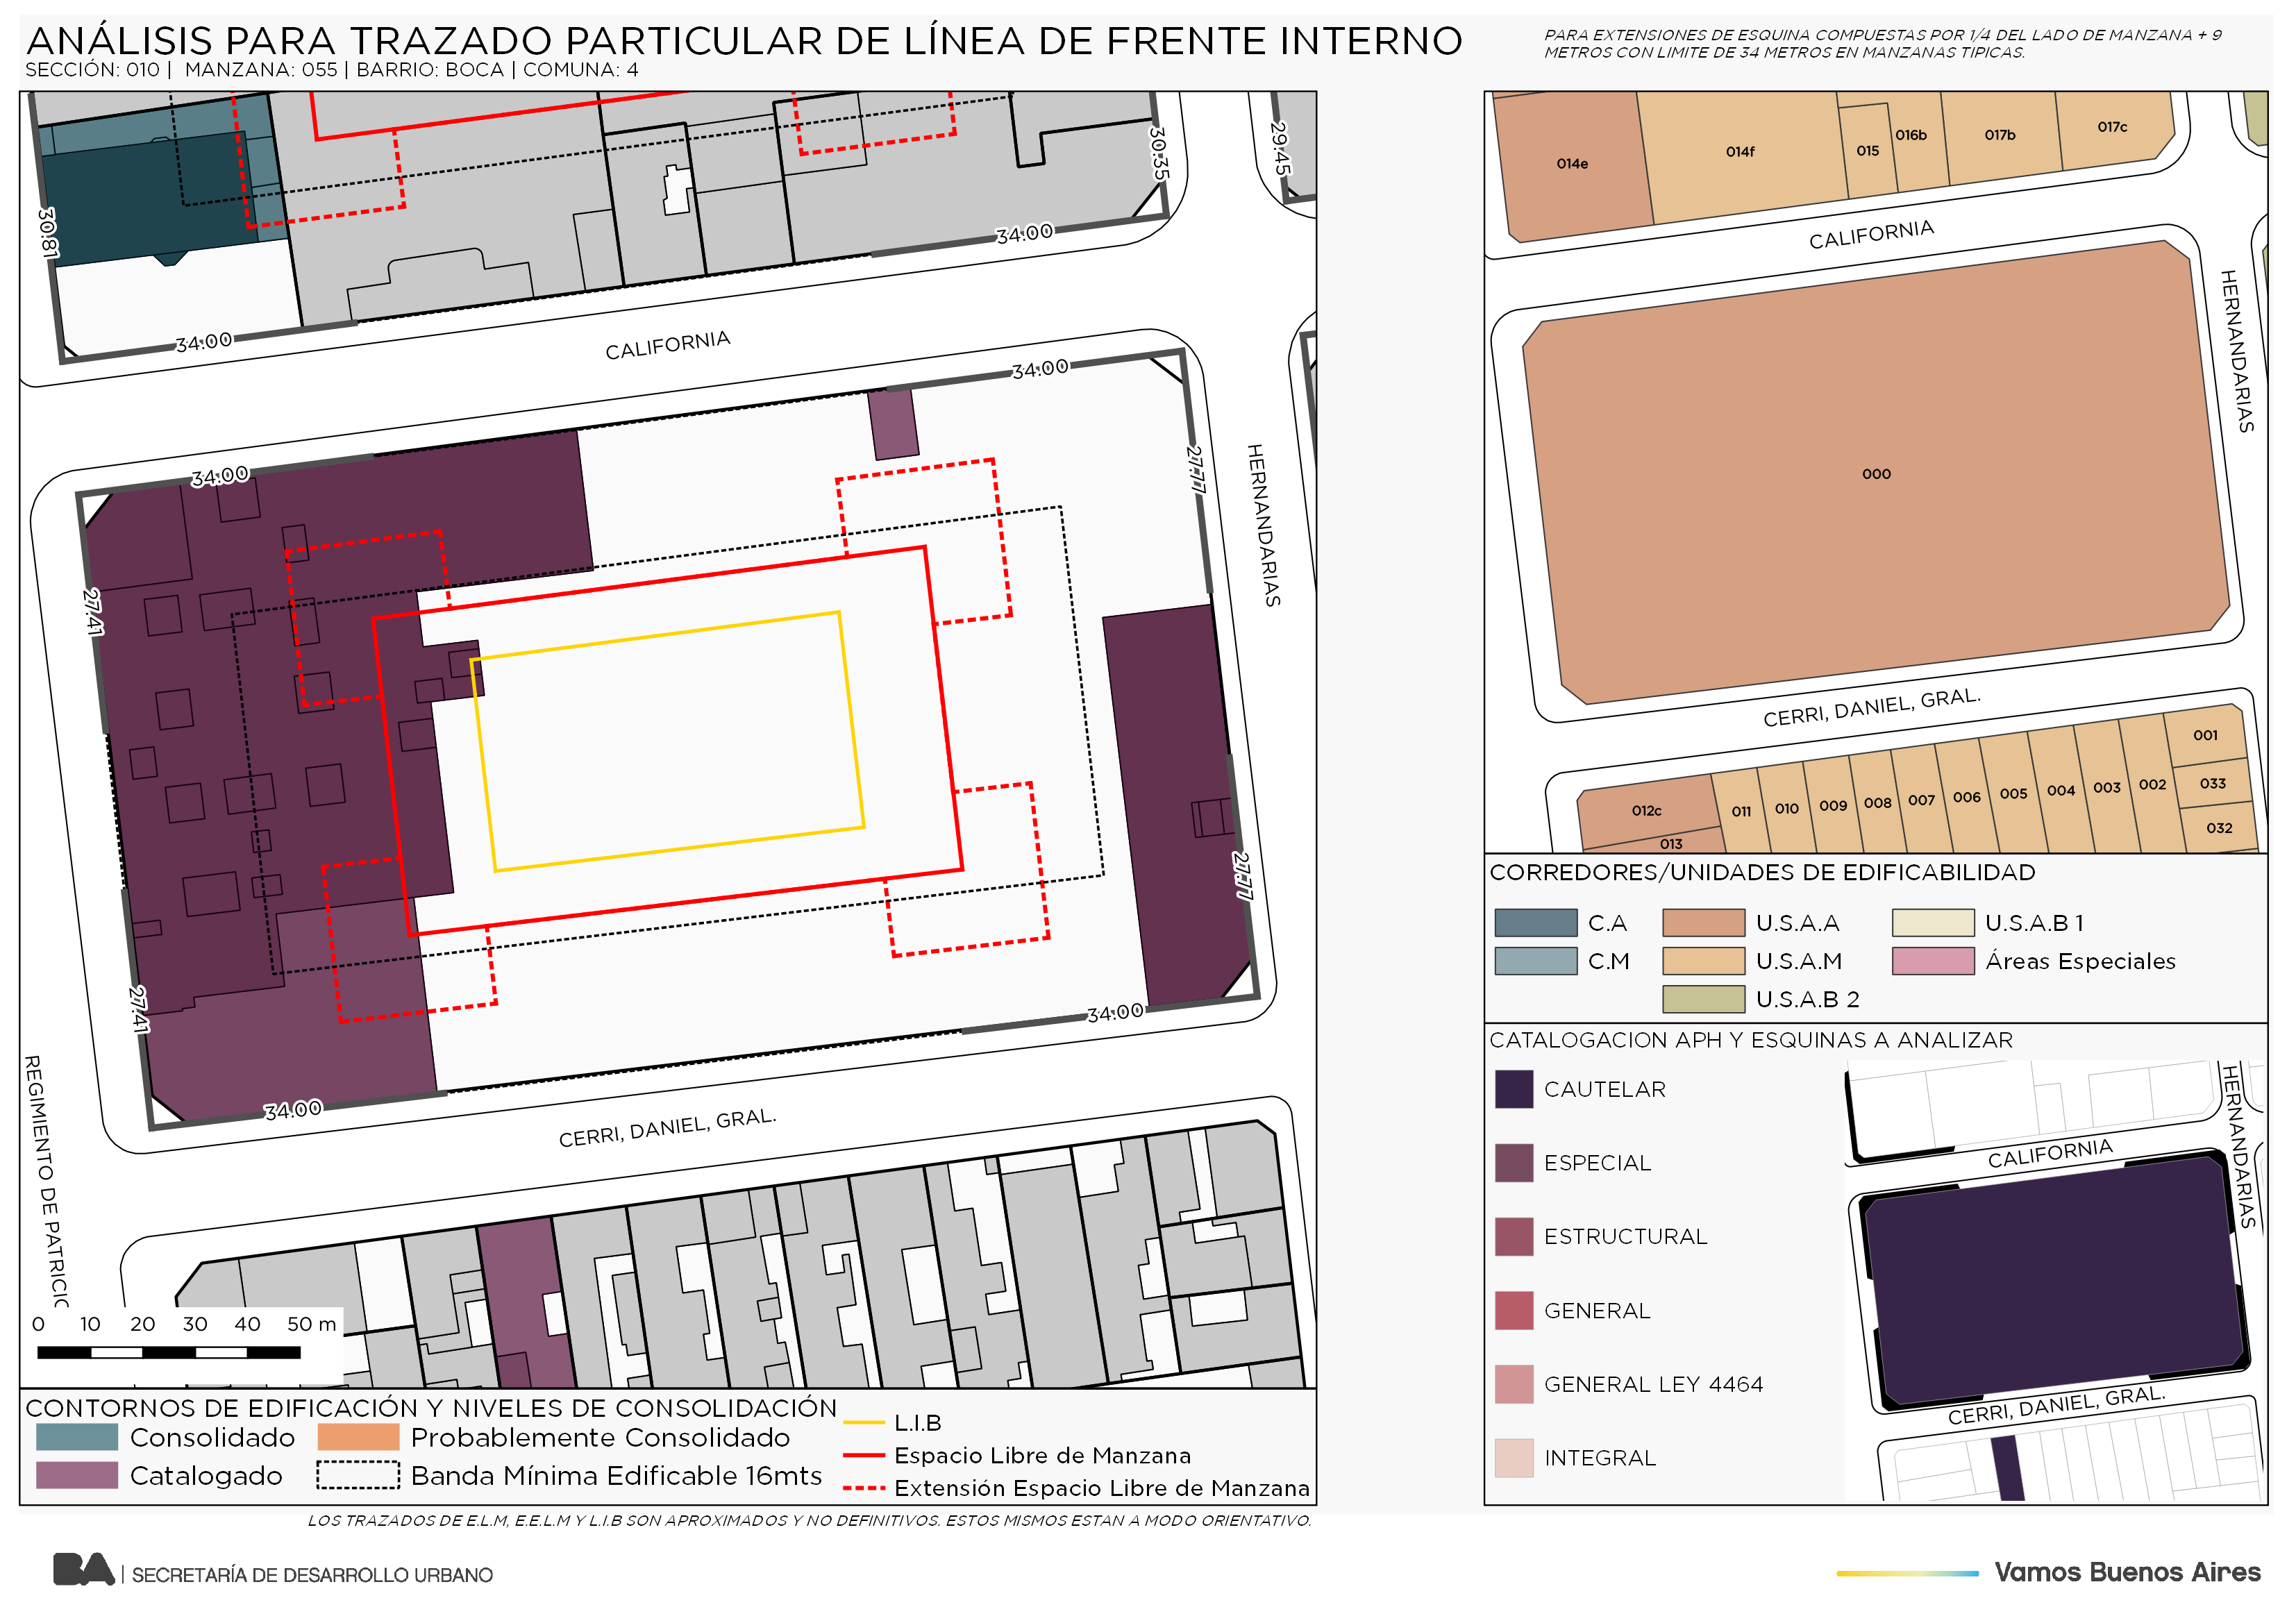 ANÁLISIS PARA TRAZADO PARTICULAR DE LÍNEA DE FRENTE INTERNO
SECCIÓN: 010 | MANZANA: 055 | BARRIO: BOCA | COMUNA: 4
PARA EXTENSIONES DE ESQUINA COMPUESTAS POR 1/4 DEL LADO DE MANZANA + 9
METROS CON LIMITE DE 34 METROS EN MANZANAS TIPICAS.
30.81
34.00
34.00
30.35
29.45
CALIFORNIA
34.00
34.00
27.41
27.77
HERNANDARIAS
27.41
27.77
34.00
34.00
CERRI, DANIEL, GRAL.
REGIMIENTO DE PATRICIC
0 10 20 30 40 50 m
CONTORNOS DE EDIFICACIÓN Y NIVELES DE CONSOLIDACIÓN
Consolidado
Probablemente Consolidado
Catalogado
Banda Mínima Edificable 16mts
L.I.B
Espacio Libre de Manzana
Extensión Espacio Libre de Manzana
LOS TRAZADOS DE E.L.M, E.E.L.M Y L.I.B SON APROXIMADOS Y NO DEFINITIVOS. ESTOS MISMOS ESTAN A MODO ORIENTATIVO.
014e
014f
015
016b
017b
017c
CALIFORNIA
HERNANDARIAS
000
CERRI, DANIEL, GRAL.
012c
013
011
010
009
008
007
006
005
004
003
002
001
033
032
CORREDORES/UNIDADES DE EDIFICABILIDAD
C.A
U.S.A.A
U.S.A.B 1
C.M
U.S.A.M
Áreas Especiales
U.S.A.B 2
CATALOGACION APH Y ESQUINAS A ANALIZAR
CAUTELAR
ESPECIAL
ESTRUCTURAL
GENERAL
GENERAL LEY 4464
INTEGRAL
CALIFORNIA
HERNANDARIAS
CERRI, DANIEL, GRAL.
BA | SECRETARÍA DE DESARROLLO URBANO
Vamos Buenos Aires